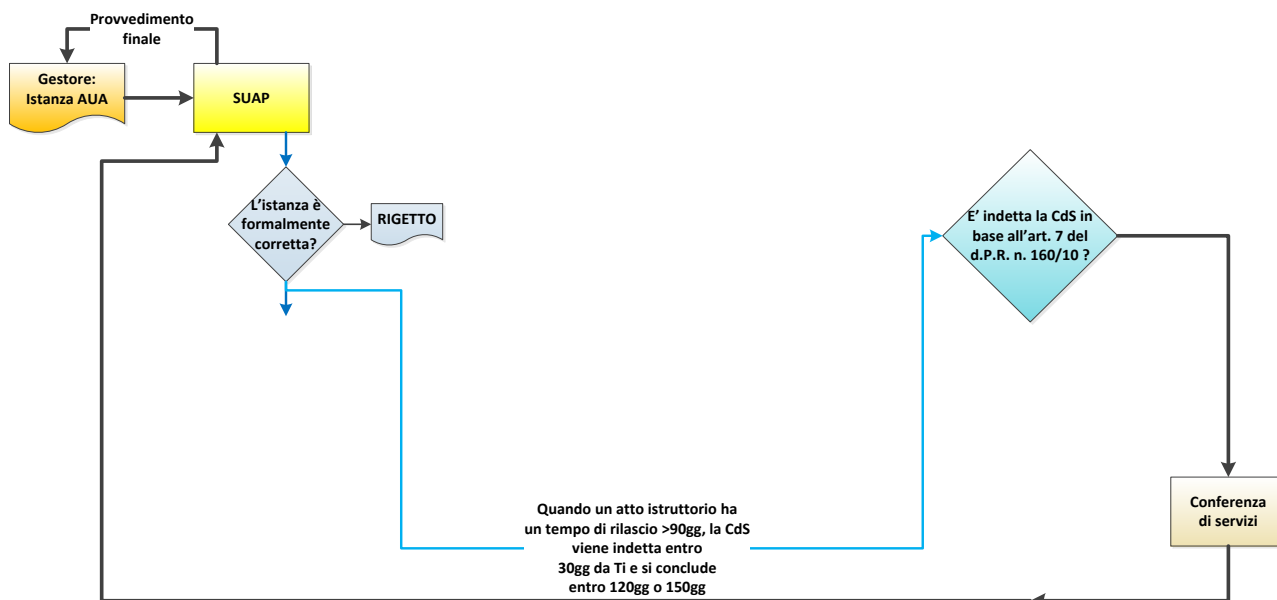 Provvedimento
finale
Gestore:
Istanza AUA
SUAP
L'istanza è
formalmente
corretta?
RIGETTO
E' indetta la CdS in
base all'art. 7 del
d.P.R. n. 160/10 ?
Conferenza
di servizi
Quando un atto istruttorio ha
un tempo di rilascio >90gg, la CdS
viene indetta entro
30gg da Ti e si conclude
entro 120gg o 150gg